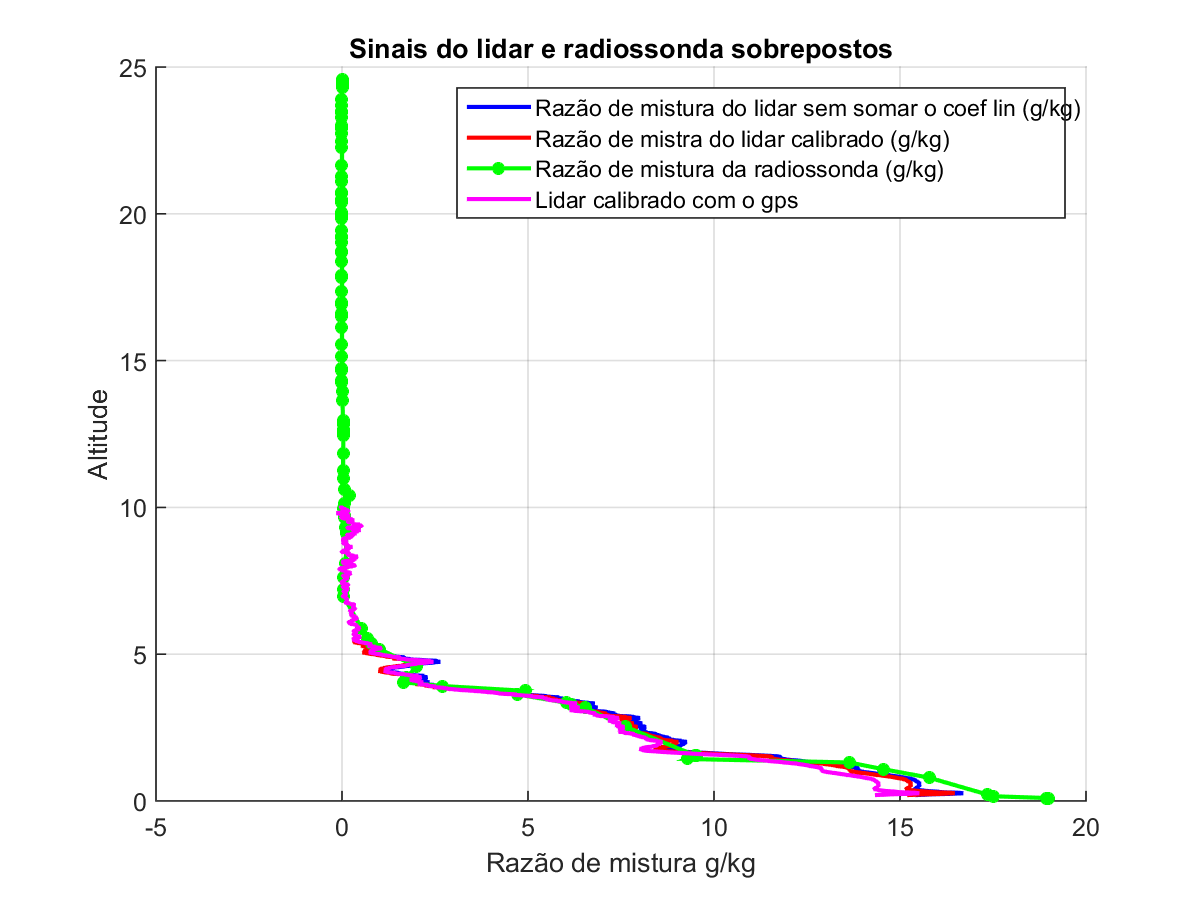 Sinais do lidar e radiossonda sobrepostos
25
20
15
10
5
0
Altitude
Razão de mistura do lidar sem somar o coef lin (g/kg)
Razão de mistra do lidar calibrado (g/kg)
Razão de mistura da radiossonda (g/kg)
Lidar calibrado com o gps
-5 0 5 10 15 20
Razão de mistura g/kg